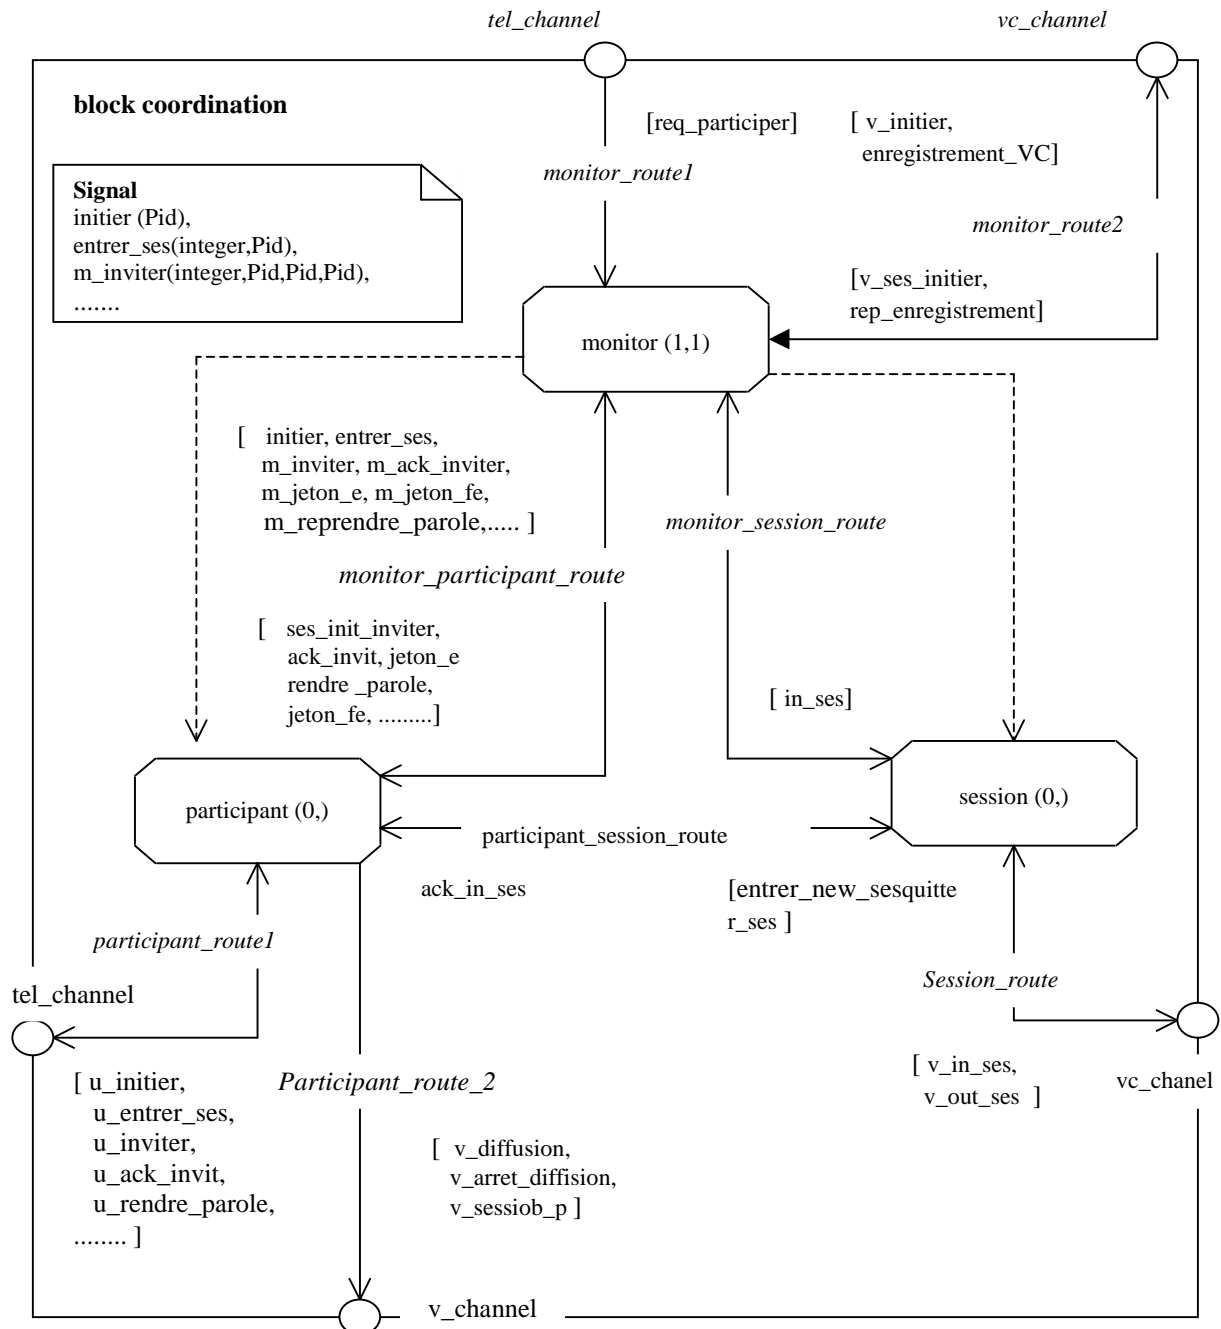 tel_channel
vc_channel
block coordination
[req_participer]
[ v_initier,
enregistrement_VC]
monitor_route1
Signal
initier (Pid),
entrer_ses(integer,Pid),
m_inviter(integer,Pid,Pid,Pid),
.......
monitor_route2
[v_ses_initier,
rep_enregistrement]
monitor (1,1)
[ initier, entrer_ses,
m_inviter, m_ack_inviter,
m_jeton_e, m_jeton_fe,
m_reprendre_parole,..... ]
monitor_session_route
monitor_participant_route
[ ses_init_inviter,
ack_invit, jeton_e
rendre _parole,
jeton_fe, .........]
[ in_ses]
participant (0,)
session (0,)
participant_session_route
ack_in_ses
[entrer_new_sesquitte
r_ses ]
participant_route1
Session_route
tel_channel
[ v_in_ses,
v_out_ses ]
vc_chanel
[ u_initier,
u_entrer_ses,
u_inviter,
u_ack_invit,
u_rendre_parole,
........ ]
Participant_route_2
[ v_diffusion,
v_arret_diffision,
v_sessiob_p ]
v_channel